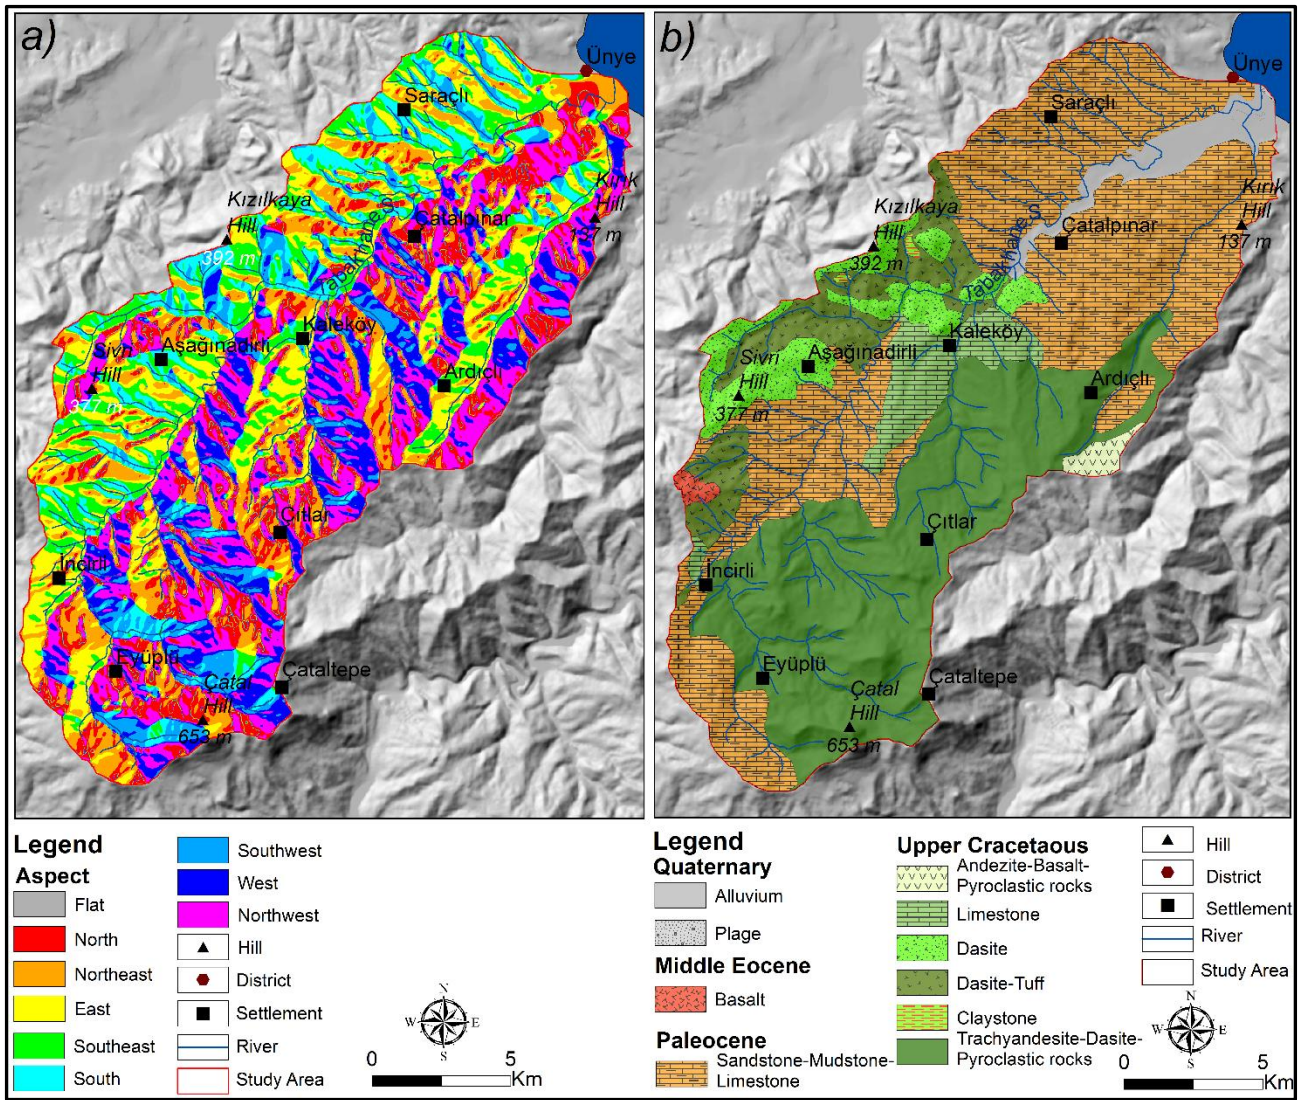 a)
Ünye
Saraçlı
Kızılkaya
Hill
392 m
Kırık
Hill
137 m
Çatalpınar
Tabakhane S.
Kaleköy
Sivri
Hill
377 m
Aşağınadirli
Ardıçlı
Çıtlar
İncirli
Eyüplü
Çatal
Hill
653 m
Çataltepe
b)
Ünye
Saraçlı
Kızılkaya
Hill
392 m
Kırık
Hill
137 m
Çatalpınar
Tabakhane S.
Kaleköy
Sivri
Hill
377 m
Aşağınadirli
Ardıçlı
Çıtlar
İncirli
Eyüplü
Çatal
Hill
653 m
Çataltepe
Legend
Aspect
Flat
North
Northeast
East
Southeast
South
Southwest
West
Northwest
Hill
District
Settlement
River
Study Area
N
W E
S
0 5
Km
Legend
Quaternary
Alluvium
Plage
Middle Eocene
Basalt
Paleocene
Sandstone-Mudstone-
Limestone
Upper Cracetaous
Andezite-Basalt-
Pyroclastic rocks
Limestone
Dasite
Dasite-Tuff
Claystone
Trachyandesite-Dasite-
Pyroclastic rocks
Hill
District
Settlement
River
Study Area
N
W E
S
0 5
Km